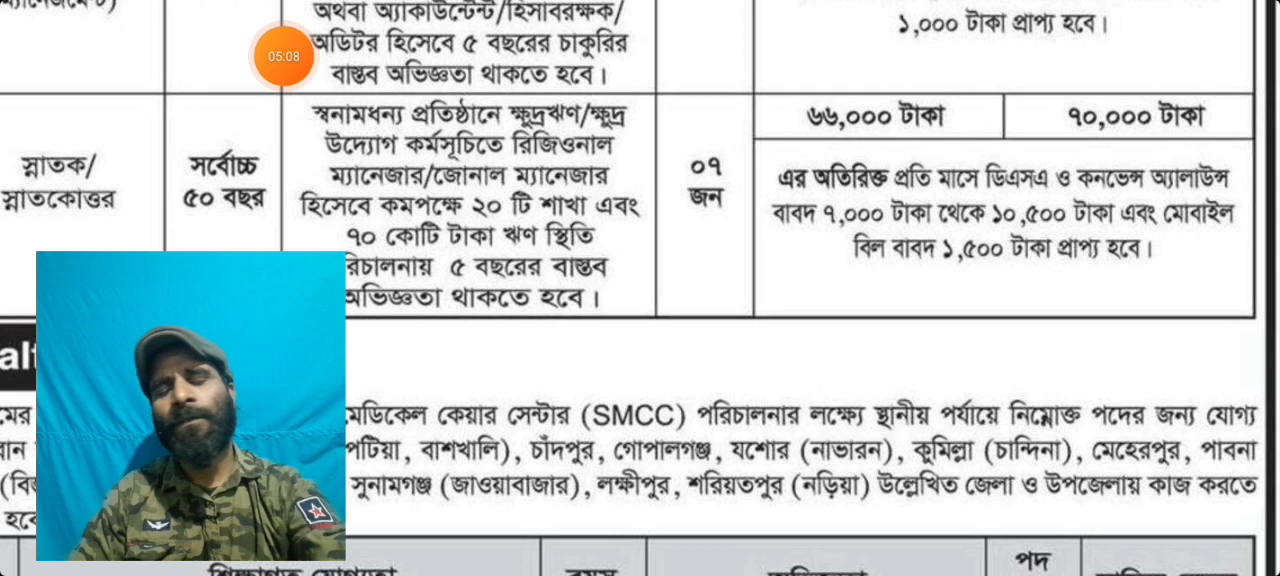 অথবা অ্যাকাউন্টেন্ট/হিসাবরক্ষক/
অডিটর হিসেবে ৫ বছরের চাকুরির
বাস্তব অভিজ্ঞতা থাকতে হবে।
১,০০০ টাকা প্রাপ্য হবে।
05:08
স্নাতক/
স্নাতকোত্তর
সর্বোচ্চ
৫০ বছর
স্বনামধন্য প্রতিষ্ঠানে ক্ষুদ্রঋণ/ক্ষুদ্র
উদ্যোগ কর্মসূচিতে রিজিওনাল
ম্যানেজার/জোনাল ম্যানেজার
হিসেবে কমপক্ষে ২০ টি শাখা এবং
৭০ কোটি টাকা ঋণ স্থিতি
রিচালনায় ৫ বছরের বাস্তব
অভিজ্ঞতা থাকতে হবে।
০৭
জন
৬৬,০০০ টাকা
৭০,০০০ টাকা
এর অতিরিক্ত প্রতি মাসে ডিএসএ ও কনভেন্স অ্যালাউন্স
বাবদ ৭,০০০ টাকা থেকে ১০,৫০০ টাকা এবং মোবাইল
বিল বাবদ ১,৫০০ টাকা প্রাপ্য হবে।
মেডিকেল কেয়ার সেন্টার (SMCC) পরিচালনার লক্ষ্যে স্থানীয় পর্যায়ে নিম্নোক্ত পদের জন্য যোগ্য
পটিয়া, বাশখালি), চাঁদপুর, গোপালগঞ্জ, যশোর (নাভারন), কুমিল্লা (চান্দিনা), মেহেরপুর, পাবনা
সুনামগঞ্জ (জাওয়াবাজার), লক্ষীপুর, শরিয়তপুর (নড়িয়া) উল্লেখিত জেলা ও উপজেলায় কাজ করতে
পদ